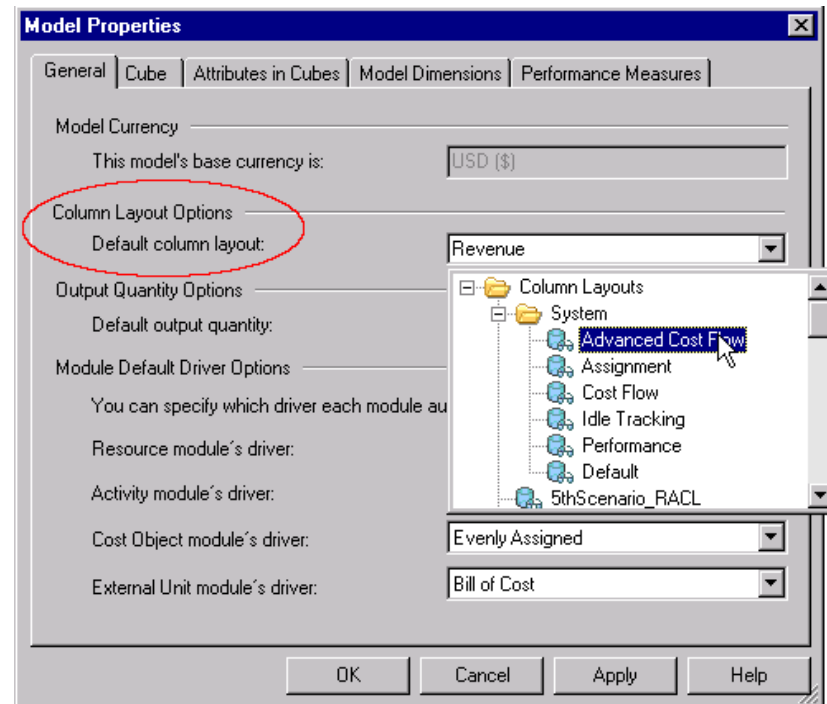 Model Properties
General Cube Attributes in Cubes Model Dimensions Performance Measures
Model Currency
This model's base currency is: USD ($)
Column Layout Options
Default column layout: Revenue
Column Layouts
System
Advanced Cost Flow
Assignment
Cost Flow
Idle Tracking
Performance
Default
5thScenario_RACL
Output Quantity Options
Default output quantity:
Module Default Driver Options
You can specify which driver each module au
Resource module´s driver:
Activity module´s driver:
Cost Object module´s driver: Evenly Assigned
External Unit module´s driver: Bill of Cost
OK Cancel Apply Help